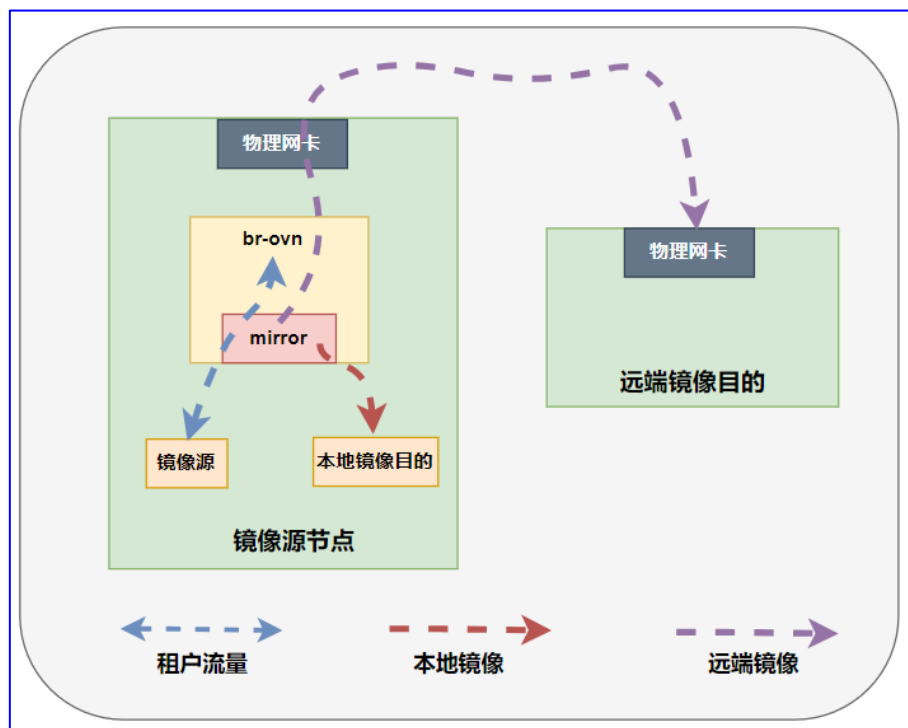 物理网卡
br-ovn
物理网卡
mirror
远端镜像目的
镜像源
本地镜像目的
镜像源节点
租户流量
本地镜像
远端镜像